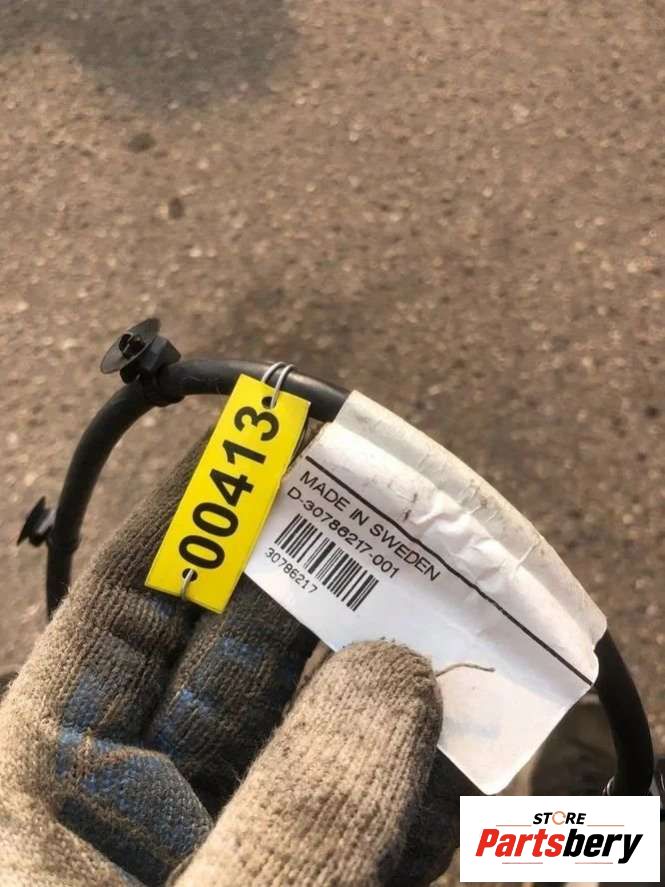 00413
MADE IN SWEDEN
D-30786217-001
30786217
STORE
Partsbery